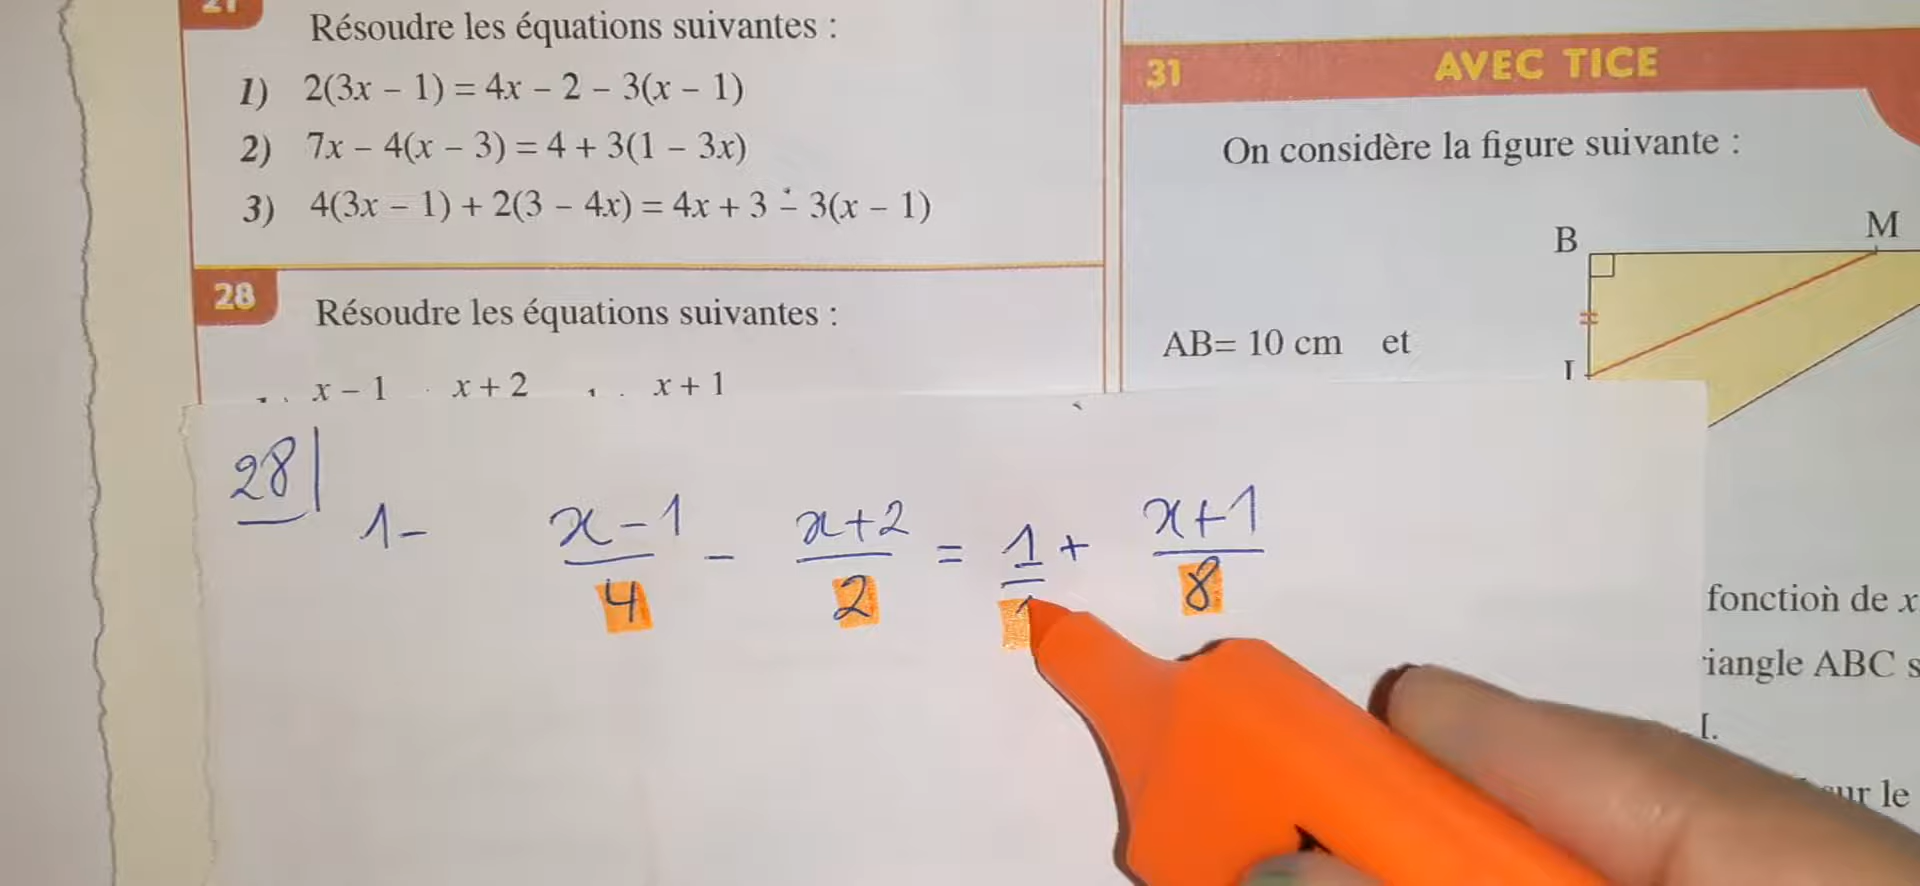 Résoudre les équations suivantes :
1) 2(3x − 1) = 4x − 2 − 3(x − 1)
2) 7x − 4(x − 3) = 4 + 3(1 − 3x)
3) 4(3x − 1) + 2(3 − 4x) = 4x + 3 − 3(x − 1)
28 Résoudre les équations suivantes :
x − 1 x + 2 x + 1
28| 1- (x-1)/4 - (x+2)/2 = 1/1 + (x+1)/8
31 AVEC TICE
On considère la figure suivante :
B M
AB= 10 cm et
I
fonction de x
iangle ABC s
I.
ur le